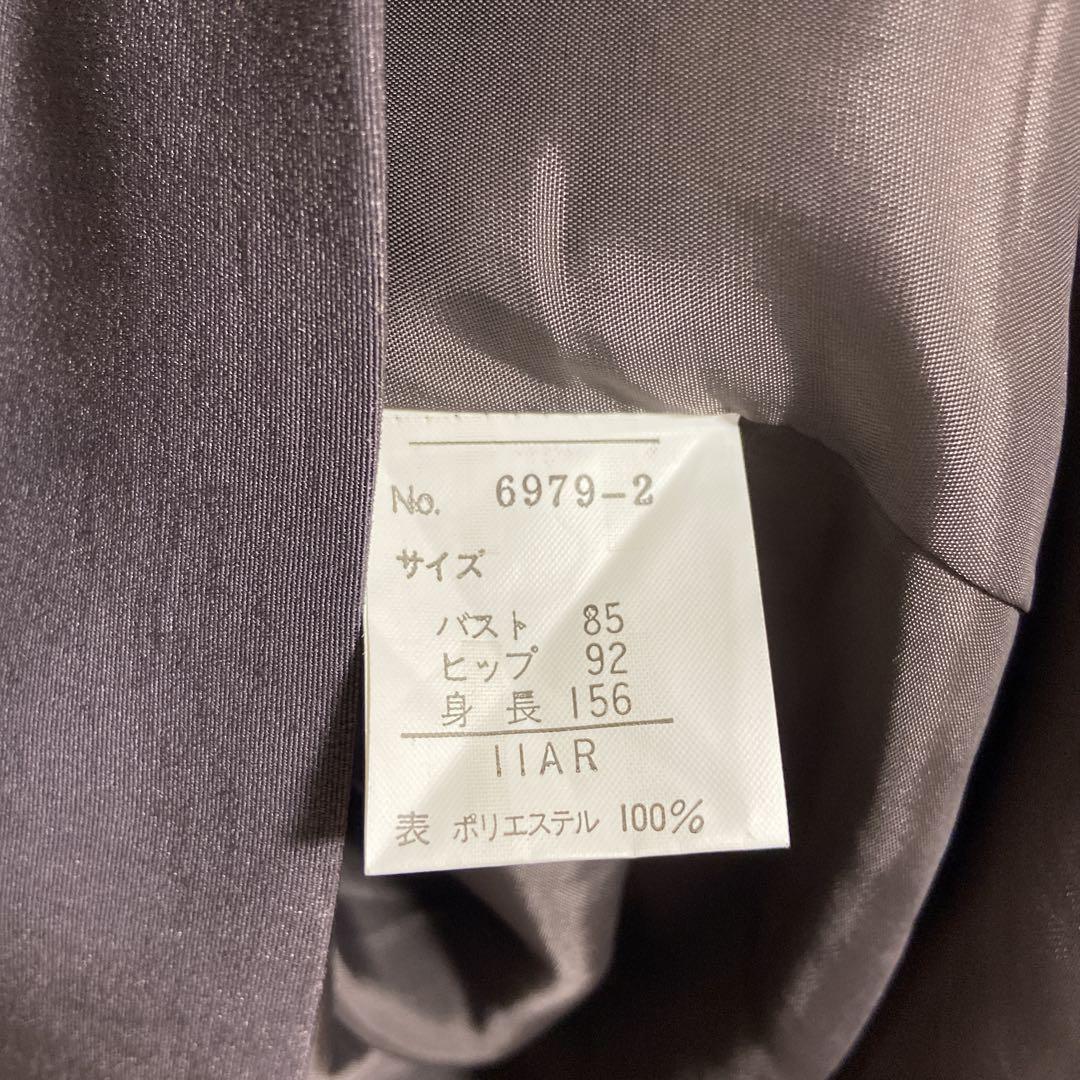 No. 6979-2
サイズ
バスト 85
ヒップ 92
身長 156
11AR
表 ポリエステル 100%